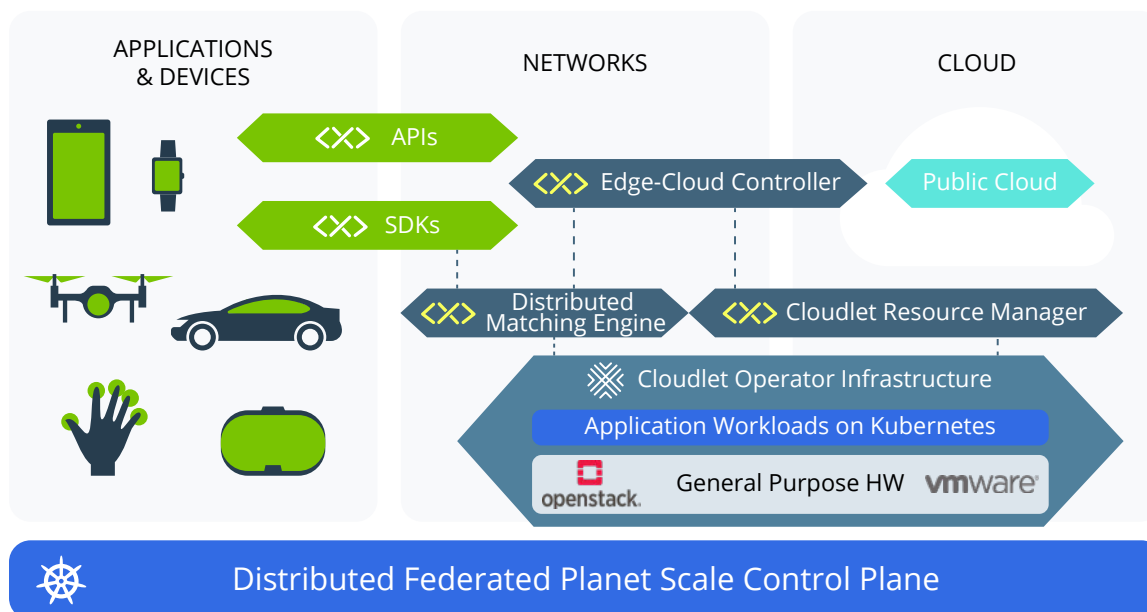 APPLICATIONS
& DEVICES
NETWORKS
CLOUD
APIs
Edge-Cloud Controller
Public Cloud
SDKs
Distributed
Matching Engine
Cloudlet Resource Manager
Cloudlet Operator Infrastructure
Application Workloads on Kubernetes
openstack.
General Purpose HW
vmware®
Distributed Federated Planet Scale Control Plane